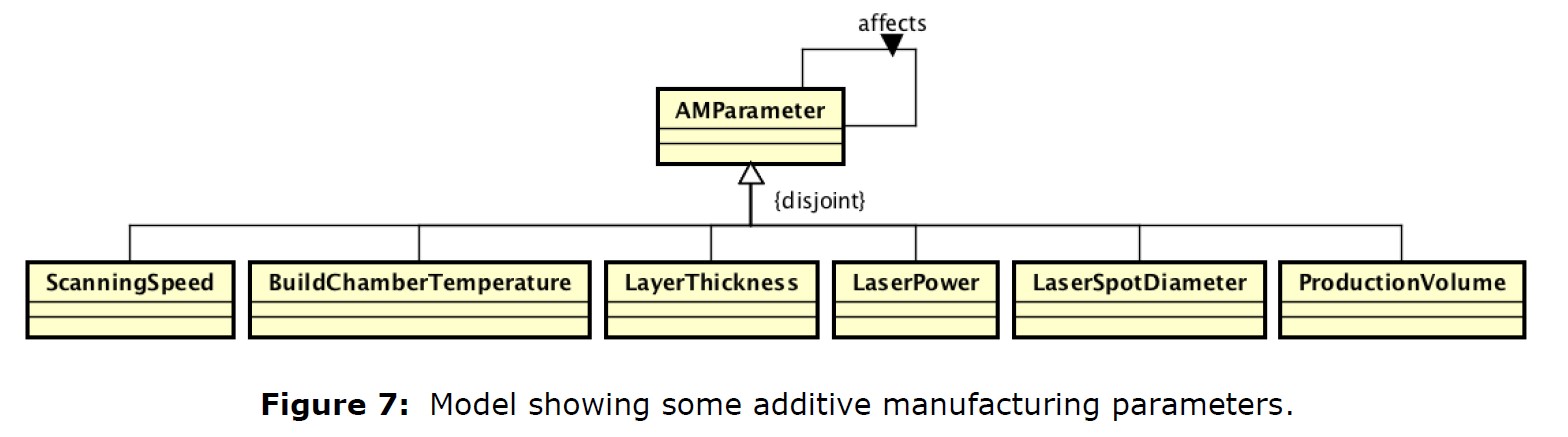 affects
AMParameter
{disjoint}
ScanningSpeed BuildChamberTemperature LayerThickness LaserPower LaserSpotDiameter ProductionVolume
Figure 7: Model showing some additive manufacturing parameters.